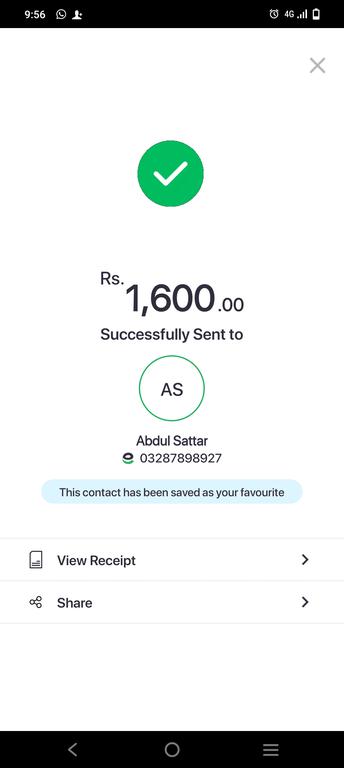 9:56 4G
Rs. 1,600.00
Successfully Sent to
AS
Abdul Sattar
03287898927
This contact has been saved as your favourite
View Receipt
Share